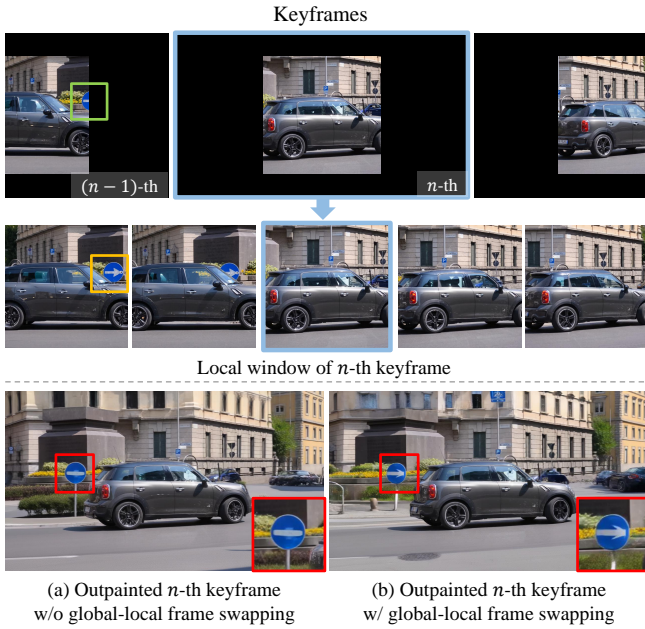 Keyframes
(n − 1)-th
n-th
Local window of n-th keyframe
(a) Outpainted n-th keyframe
w/o global-local frame swapping
(b) Outpainted n-th keyframe
w/ global-local frame swapping